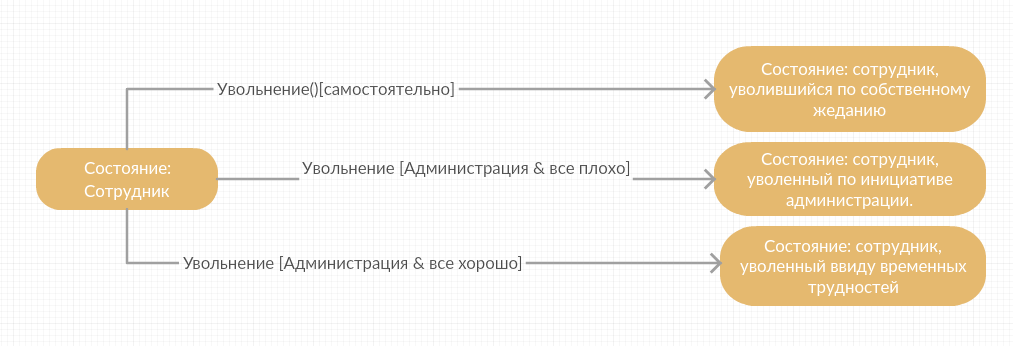 Увольнение()[самостоятельно]
Состояние: сотрудник,
уволившийся по собственному
жеданию
Состояние:
Сотрудник
Увольнение [Администрация & все плохо]
Состояние: сотрудник,
уволенный по инициативе
администрации.
Увольнение [Администрация & все хорошо]
Состояние: сотрудник,
уволенный ввиду временных
трудностей